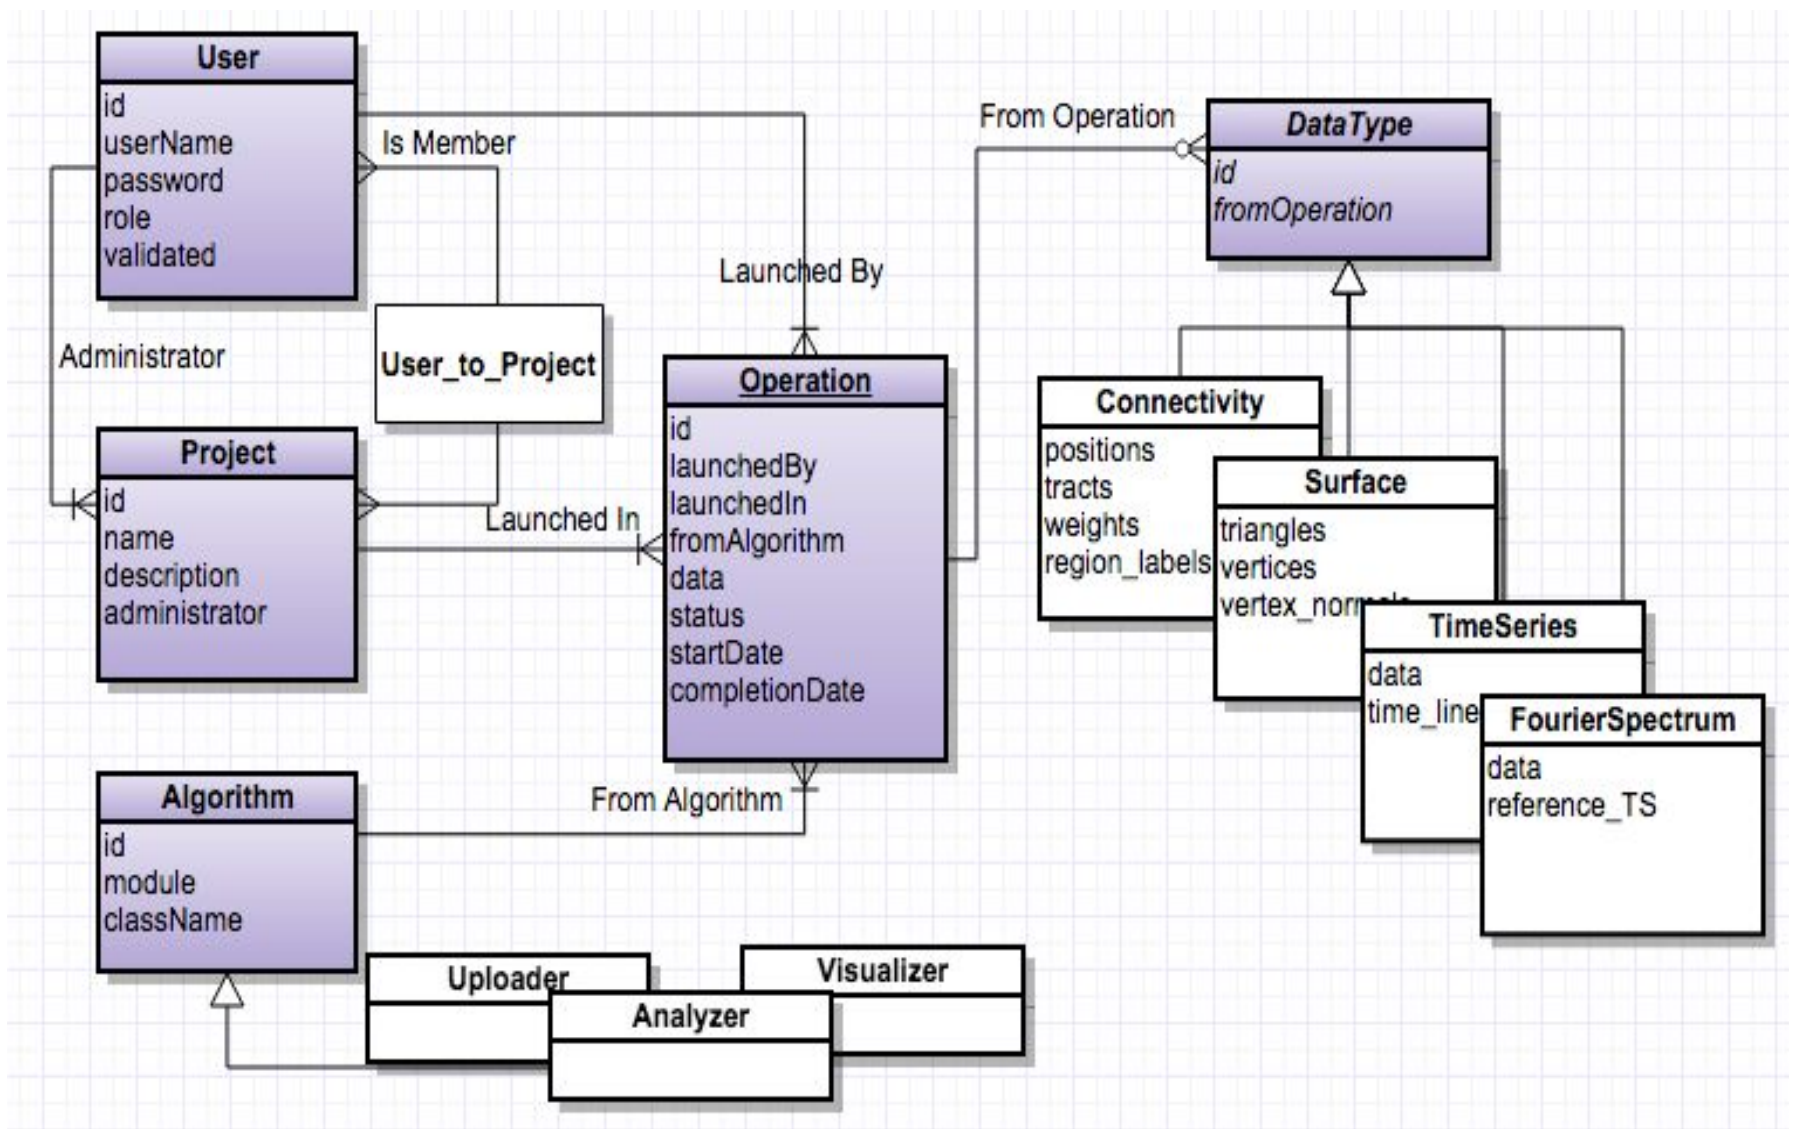 User
id
userName
password
role
validated
Is Member
Launched By
Administrator
User_to_Project
Project
id
name
description
administrator
Launched In
Operation
id
launchedBy
launchedIn
fromAlgorithm
data
status
startDate
completionDate
From Algorithm
Algorithm
id
module
className
Uploader
Analyzer
Visualizer
From Operation
DataType
id
fromOperation
Connectivity
positions
tracts
weights
region_labels
Surface
triangles
vertices
vertex_normals
TimeSeries
data
time_line
FourierSpectrum
data
reference_TS